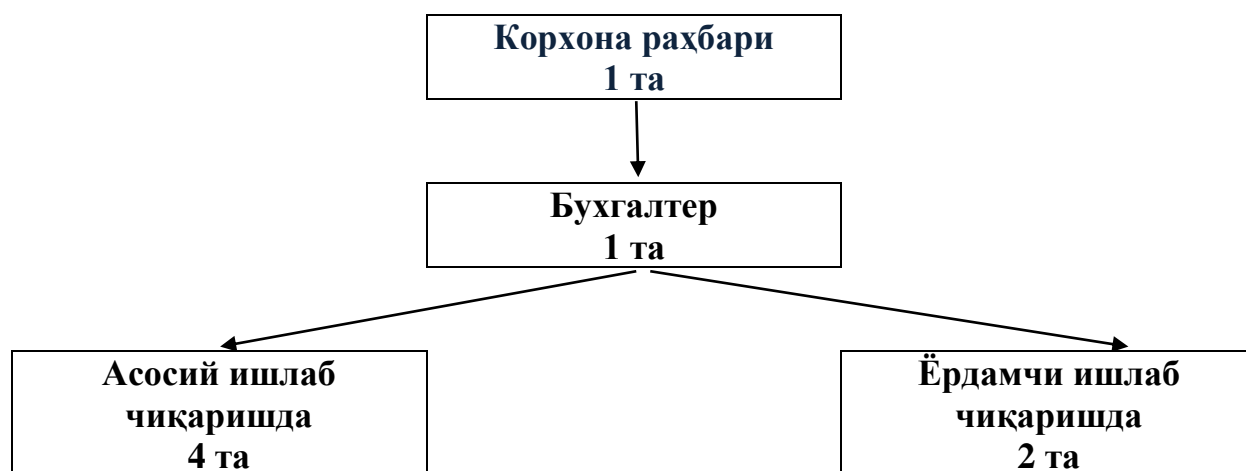 Корхона раҳбари
1 та
Бухгалтер
1 та
Асосий ишлаб
чиқаришда
4 та
Ёрдамчи ишлаб
чиқаришда
2 та